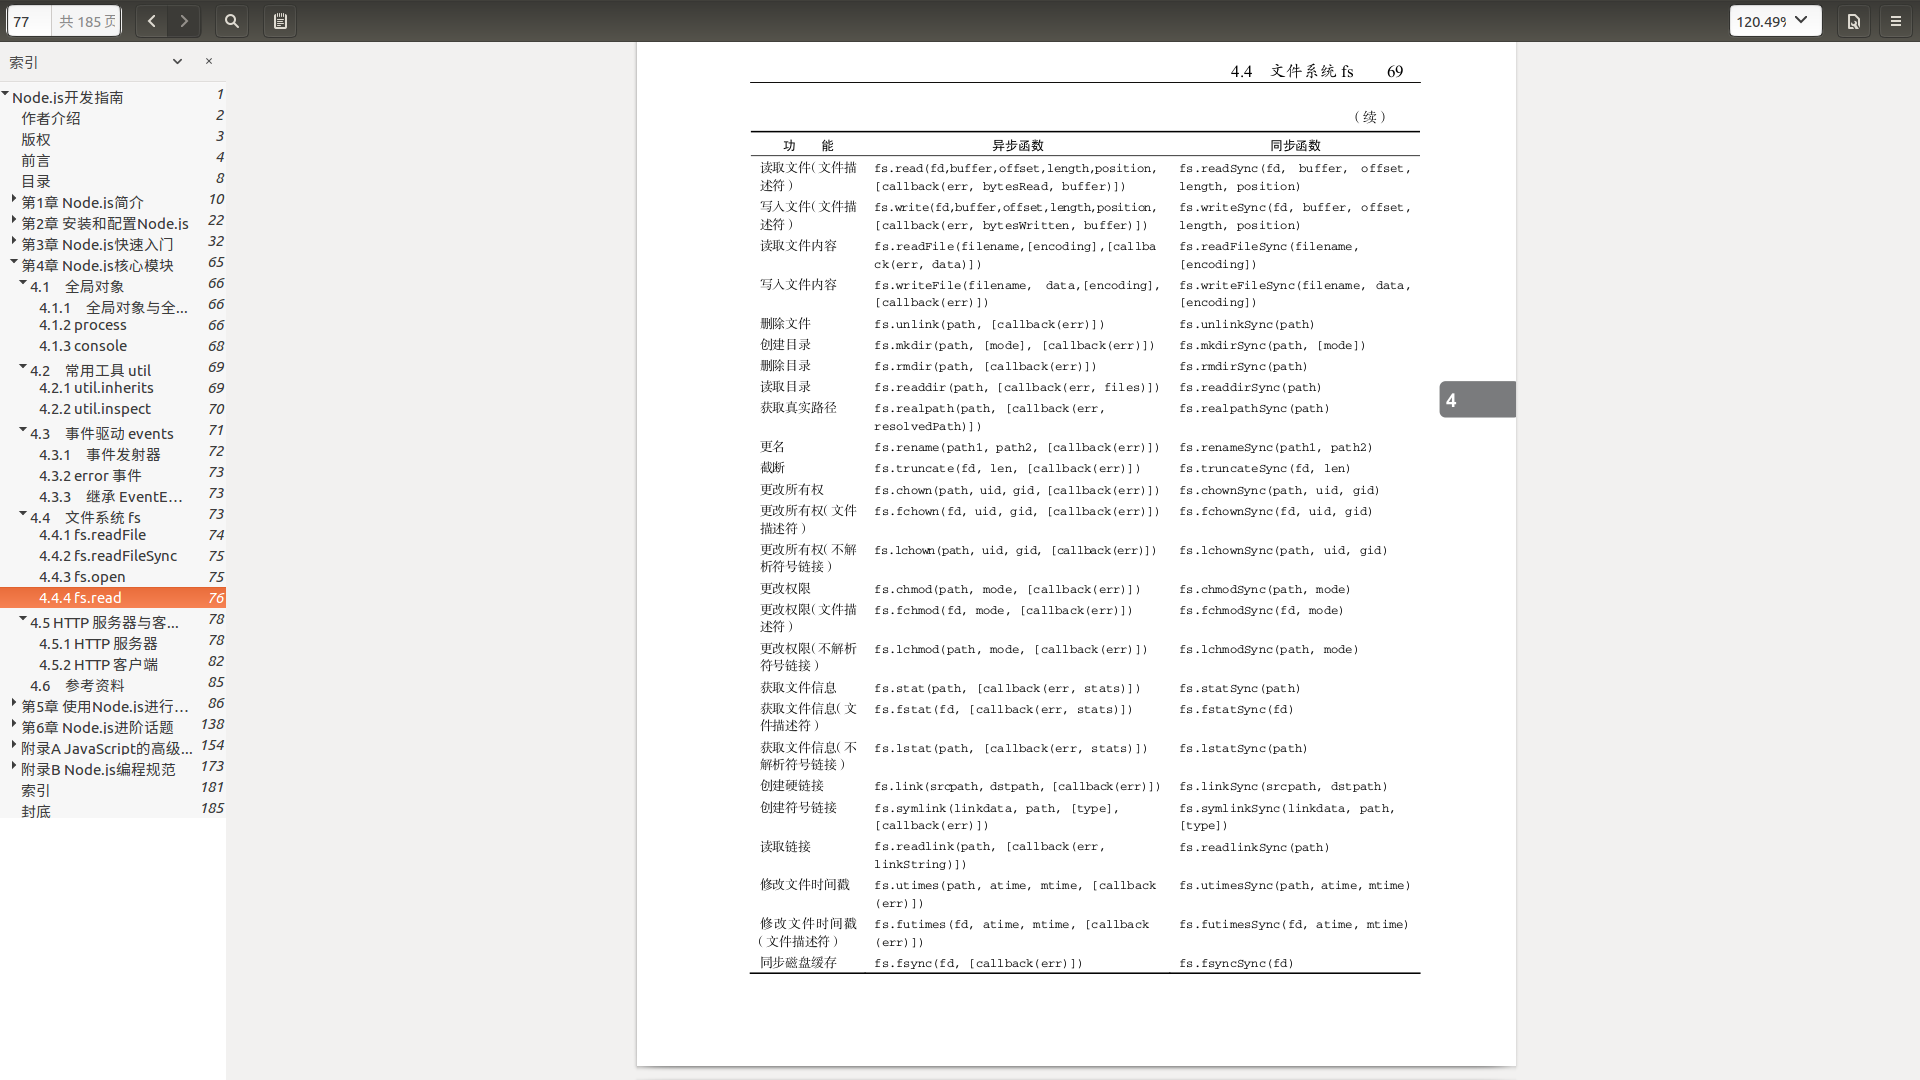 77
共 185 页
120.49%
索引
Node.js开发指南 1
作者介绍 2
版权 3
前言 4
目录 8
第1章 Node.js简介 10
第2章 安装和配置Node.js 22
第3章 Node.js快速入门 32
第4章 Node.js核心模块 65
4.1 全局对象 66
4.1.1 全局对象与全... 66
4.1.2 process 66
4.1.3 console 68
4.2 常用工具 util 69
4.2.1 util.inherits 69
4.2.2 util.inspect 70
4.3 事件驱动 events 71
4.3.1 事件发射器 72
4.3.2 error 事件 73
4.3.3 继承 EventE... 73
4.4 文件系统 fs 73
4.4.1 fs.readFile 74
4.4.2 fs.readFileSync 75
4.4.3 fs.open 75
4.4.4 fs.read 76
4.5 HTTP 服务器与客... 78
4.5.1 HTTP 服务器 78
4.5.2 HTTP 客户端 82
4.6 参考资料 85
第5章 使用Node.js进行... 86
第6章 Node.js进阶话题 138
附录A JavaScript的高级... 154
附录B Node.js编程规范 173
索引 181
封底 185
4.4 文件系统 fs 69
（续）
功 能 异步函数 同步函数
读取文件（文件描 fs.read(fd,buffer,offset,length,position, fs.readSync(fd, buffer, offset,
述符） [callback(err, bytesRead, buffer)]) length, position)
写入文件（文件描 fs.write(fd,buffer,offset,length,position, fs.writeSync(fd, buffer, offset,
述符） [callback(err, bytesWritten, buffer)]) length, position)
读取文件内容 fs.readFile(filename,[encoding],[callba fs.readFileSync(filename,
ck(err, data)]) [encoding])
写入文件内容 fs.writeFile(filename, data,[encoding], fs.writeFileSync(filename, data,
[callback(err)]) [encoding])
删除文件 fs.unlink(path, [callback(err)]) fs.unlinkSync(path)
创建目录 fs.mkdir(path, [mode], [callback(err)]) fs.mkdirSync(path, [mode])
删除目录 fs.rmdir(path, [callback(err)]) fs.rmdirSync(path)
读取目录 fs.readdir(path, [callback(err, files)]) fs.readdirSync(path)
获取真实路径 fs.realpath(path, [callback(err, fs.realpathSync(path)
resolvedPath)])
更名 fs.rename(path1, path2, [callback(err)]) fs.renameSync(path1, path2)
截断 fs.truncate(fd, len, [callback(err)]) fs.truncateSync(fd, len)
更改所有权 fs.chown(path, uid, gid, [callback(err)]) fs.chownSync(path, uid, gid)
更改所有权（文件 fs.fchown(fd, uid, gid, [callback(err)]) fs.fchownSync(fd, uid, gid)
描述符）
更改所有权（不解 fs.lchown(path, uid, gid, [callback(err)]) fs.lchownSync(path, uid, gid)
析符号链接）
更改权限 fs.chmod(path, mode, [callback(err)]) fs.chmodSync(path, mode)
更改权限（文件描 fs.fchmod(fd, mode, [callback(err)]) fs.fchmodSync(fd, mode)
述符）
更改权限（不解析 fs.lchmod(path, mode, [callback(err)]) fs.lchmodSync(path, mode)
符号链接）
获取文件信息 fs.stat(path, [callback(err, stats)]) fs.statSync(path)
获取文件信息（文 fs.fstat(fd, [callback(err, stats)]) fs.fstatSync(fd)
件描述符）
获取文件信息（不 fs.lstat(path, [callback(err, stats)]) fs.lstatSync(path)
解析符号链接）
创建硬链接 fs.link(srcpath, dstpath, [callback(err)]) fs.linkSync(srcpath, dstpath)
创建符号链接 fs.symlink(linkdata, path, [type], fs.symlinkSync(linkdata, path,
[callback(err)]) [type])
读取链接 fs.readlink(path, [callback(err, fs.readlinkSync(path)
linkString)])
修改文件时间戳 fs.utimes(path, atime, mtime, [callback fs.utimesSync(path, atime, mtime)
(err)])
修改文件时间戳 fs.futimes(fd, atime, mtime, [callback fs.futimesSync(fd, atime, mtime)
（文件描述符） (err)])
同步磁盘缓存 fs.fsync(fd, [callback(err)]) fs.fsyncSync(fd)
4